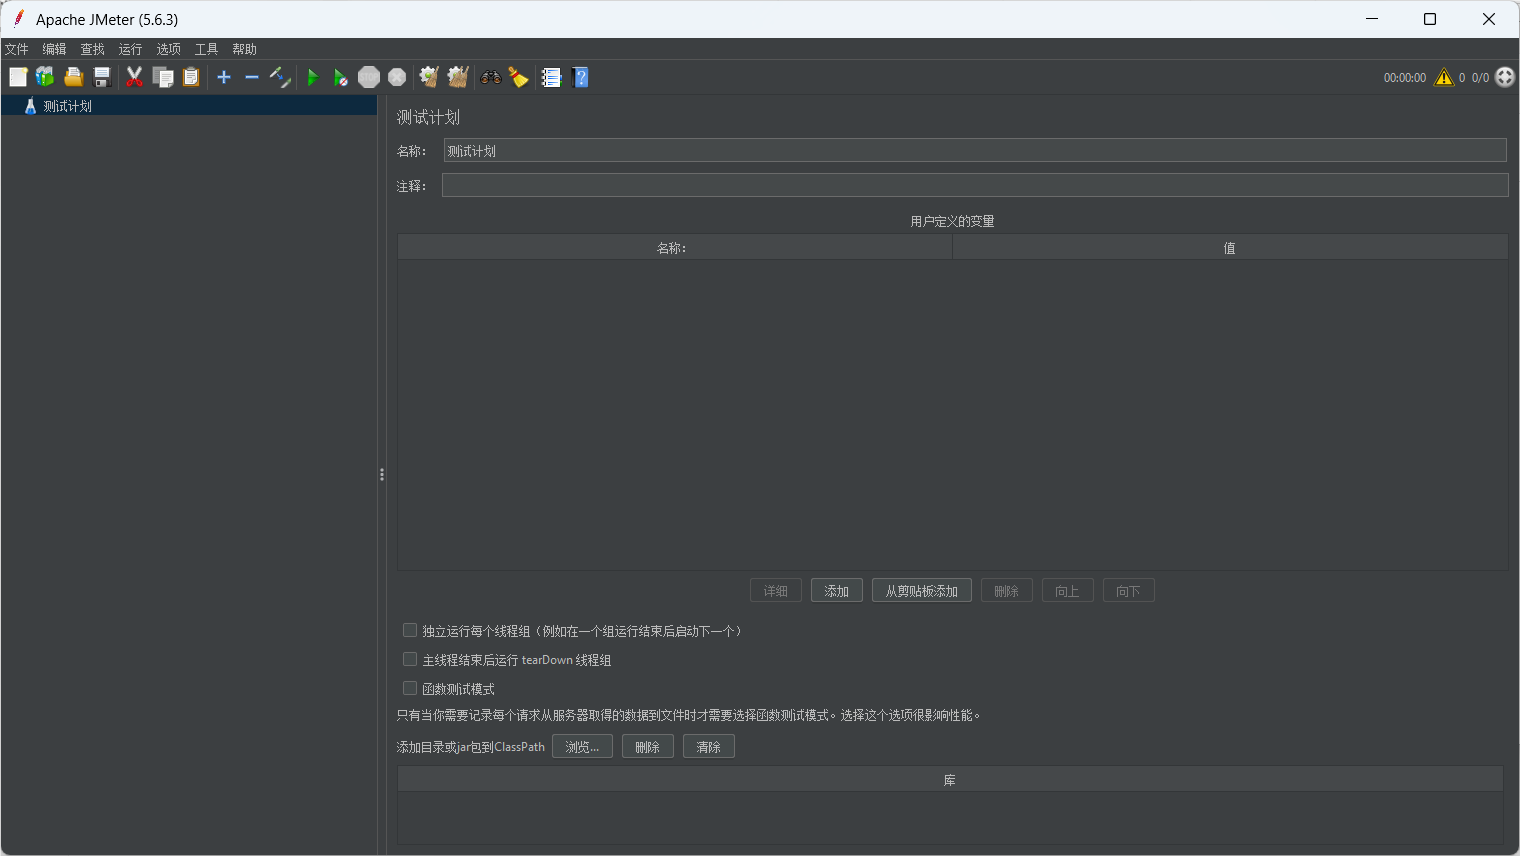 Apache JMeter (5.6.3)
文件 编辑 查找 运行 选项 工具 帮助
STOP
00:00:00 0 0/0
测试计划
测试计划
名称： 测试计划
注释：
用户定义的变量
名称： 值
详细 添加 从剪贴板添加 删除 向上 向下
独立运行每个线程组（例如在一个组运行结束后启动下一个）
主线程结束后运行 tearDown 线程组
函数测试模式
只有当你需要记录每个请求从服务器取得的数据到文件时才需要选择函数测试模式。选择这个选项很影响性能。
添加目录或jar包到ClassPath 浏览... 删除 清除
库